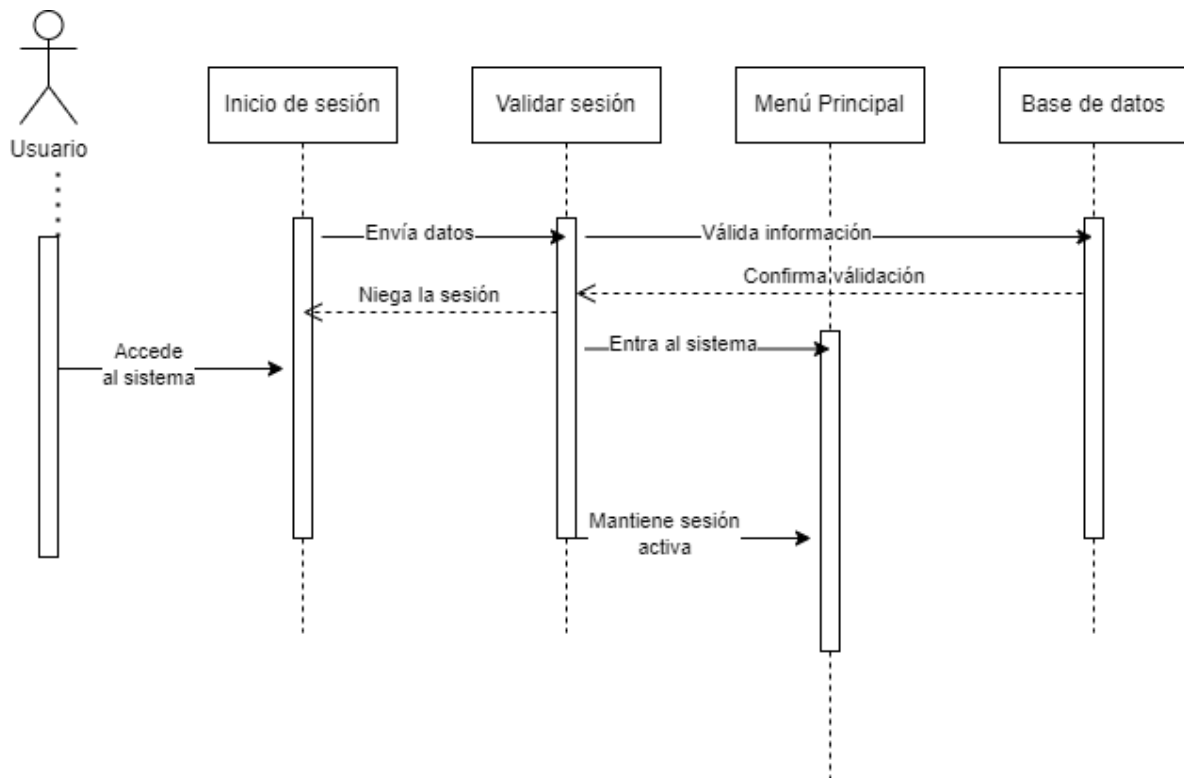 Inicio de sesión
Validar sesión
Menú Principal
Base de datos
Usuario
Envía datos
Válida información
Confirma válidación
Niega la sesión
Entra al sistema
Accede
al sistema
Mantiene sesión
activa